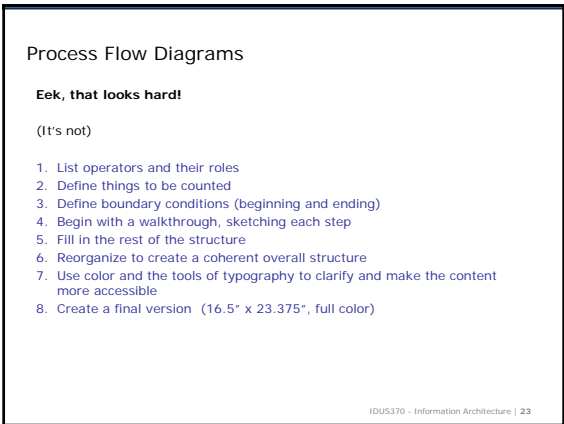 Process Flow Diagrams
Eek, that looks hard!
(It's not)
1. List operators and their roles
2. Define things to be counted
3. Define boundary conditions (beginning and ending)
4. Begin with a walkthrough, sketching each step
5. Fill in the rest of the structure
6. Reorganize to create a coherent overall structure
7. Use color and the tools of typography to clarify and make the content
more accessible
8. Create a final version (16.5″ x 23.375″, full color)
IDUS370 - Information Architecture | 23